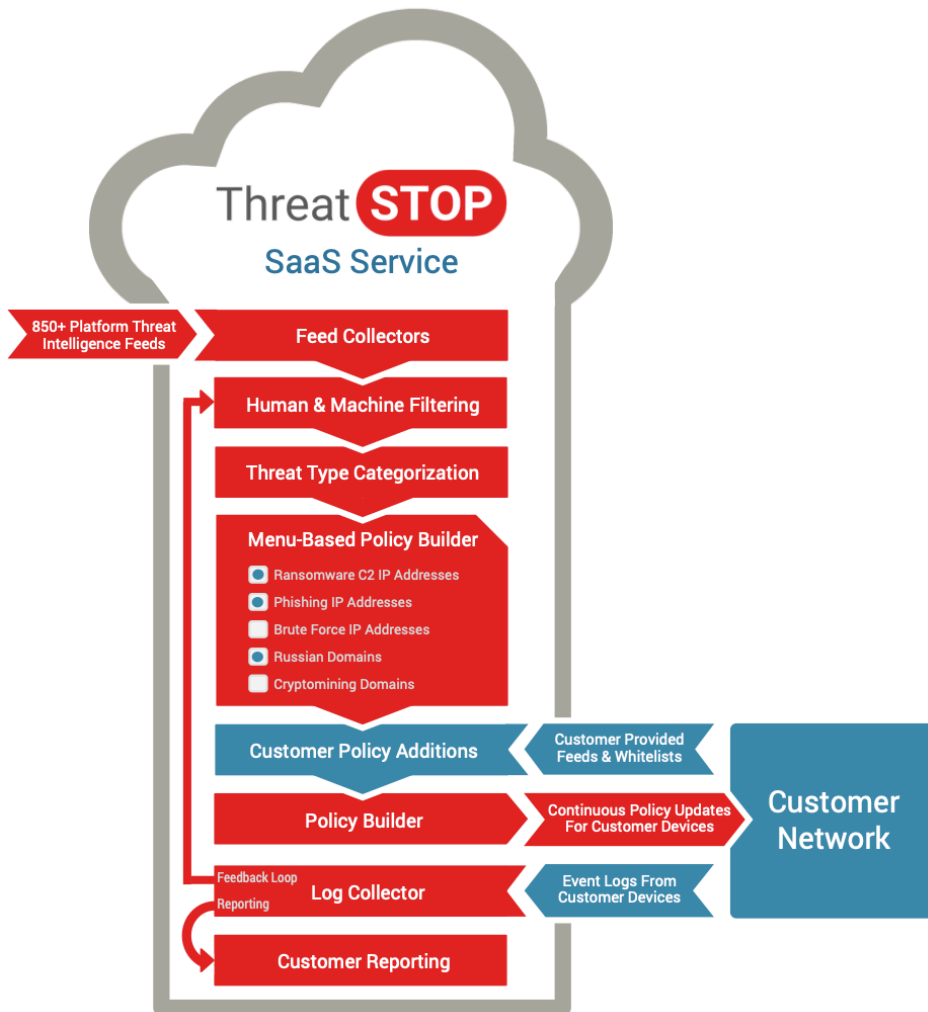 Threat STOP
SaaS Service
850+ Platform Threat
Intelligence Feeds
Feed Collectors
Human & Machine Filtering
Threat Type Categorization
Menu-Based Policy Builder
Ransomware C2 IP Addresses
Phishing IP Addresses
Brute Force IP Addresses
Russian Domains
Cryptomining Domains
Customer Policy Additions
Customer Provided
Feeds & Whitelists
Policy Builder
Continuous Policy Updates
For Customer Devices
Customer
Network
Feedback Loop
Reporting
Log Collector
Event Logs From
Customer Devices
Customer Reporting